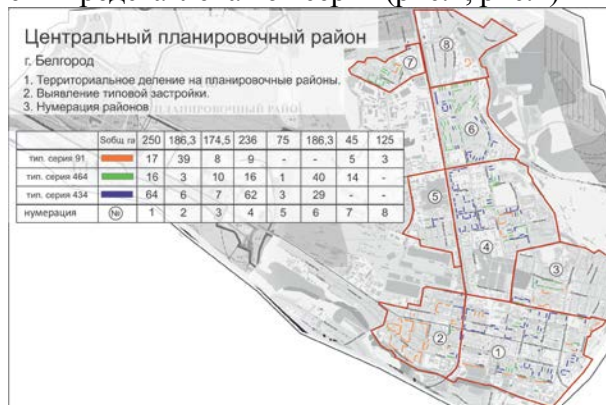 Центральный планировочный район
г. Белгород
1. Территориальное деление на планировочные районы.
2. Выявление типовой застройки.
3. Нумерация районов
ПЛАНИРОВОЧНЫЙ РАЙОН
Sобщ га 250 186,3 174,5 236 75 186,3 45 125
тип. серия 91 17 39 8 9 - - 5 3
тип. серия 464 16 3 10 16 1 40 14 -
тип. серия 434 64 6 7 62 3 29 - -
нумерация № 1 2 3 4 5 6 7 8
8
7
6
5
4
3
2
1